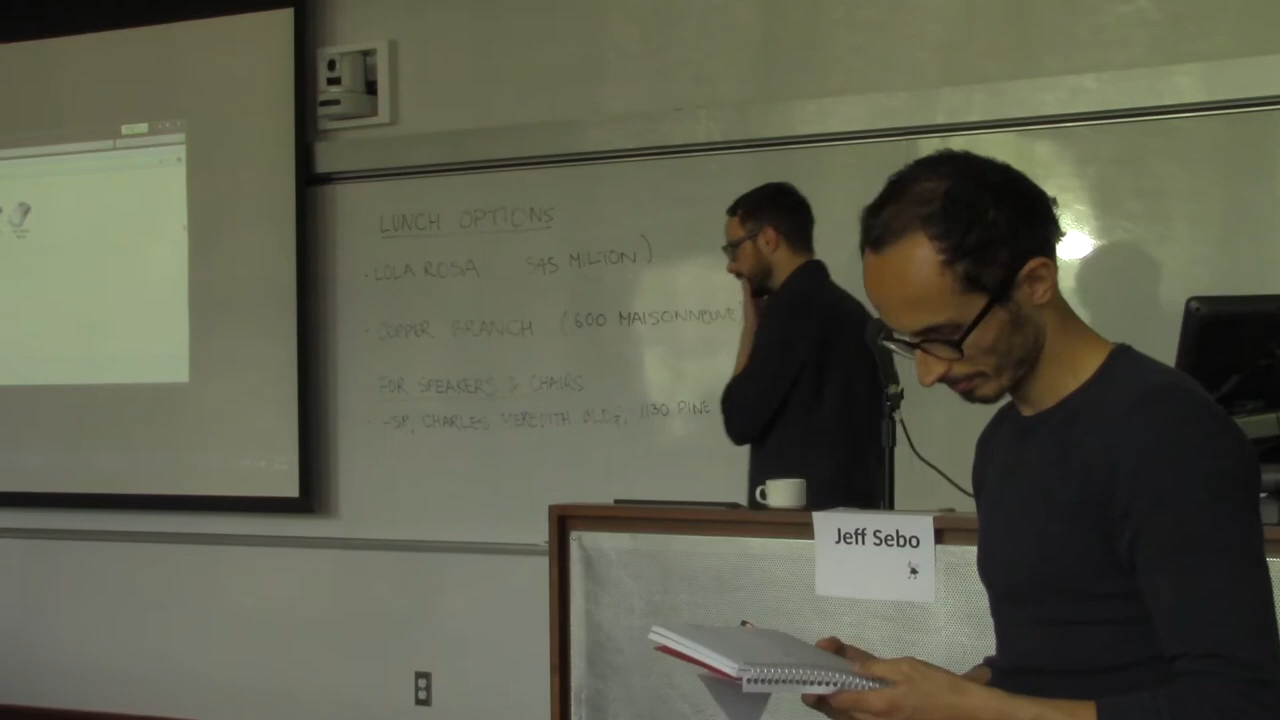 LUNCH OPTIONS
· LOLA ROSA 545 MILTON)
· COPPER BRANCH (600 MAISONNEUVE
FOR SPEAKERS & CHAIRS
CHARLES MEREDITH BLDG, 1130 PINE
Jeff Sebo